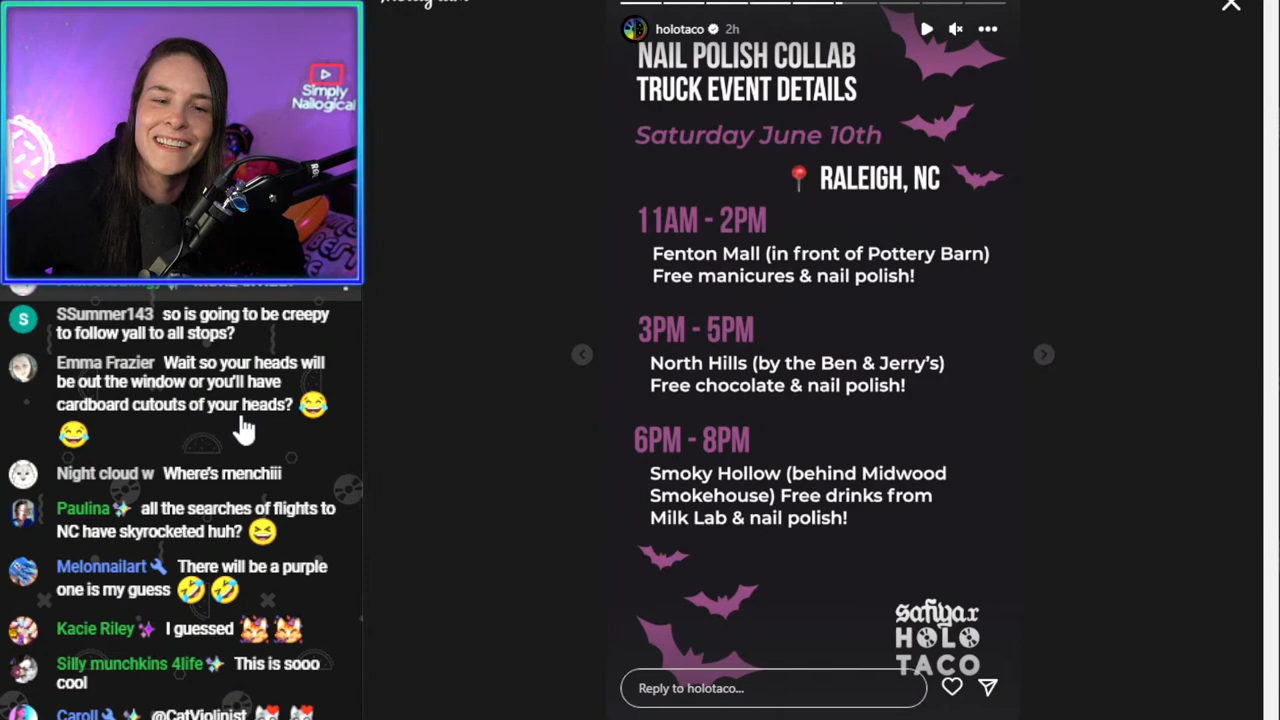 Simply
Nailogical
SSummer143 so is going to be creepy
to follow yall to all stops?
Emma Frazier Wait so your heads will
be out the window or you'll have
cardboard cutouts of your heads? 😂
😂
Night cloud w Where's menchiii
Paulina ✨ all the searches of flights to
NC have skyrocketed huh? 😆
Melonnailart 🔧 There will be a purple
one is my guess 🤣 🤣
Kacie Riley I guessed
Silly munchkins 4life ✨ This is sooo
cool
Caroll 🔧 ✨ @CatViolinist
holotaco 2h
NAIL POLISH COLLAB
TRUCK EVENT DETAILS
Saturday June 10th
📍 RALEIGH, NC
11AM - 2PM
Fenton Mall (in front of Pottery Barn)
Free manicures & nail polish!
3PM - 5PM
North Hills (by the Ben & Jerry's)
Free chocolate & nail polish!
6PM - 8PM
Smoky Hollow (behind Midwood
Smokehouse) Free drinks from
Milk Lab & nail polish!
safiya x
HOLO
TACO
Reply to holotaco...